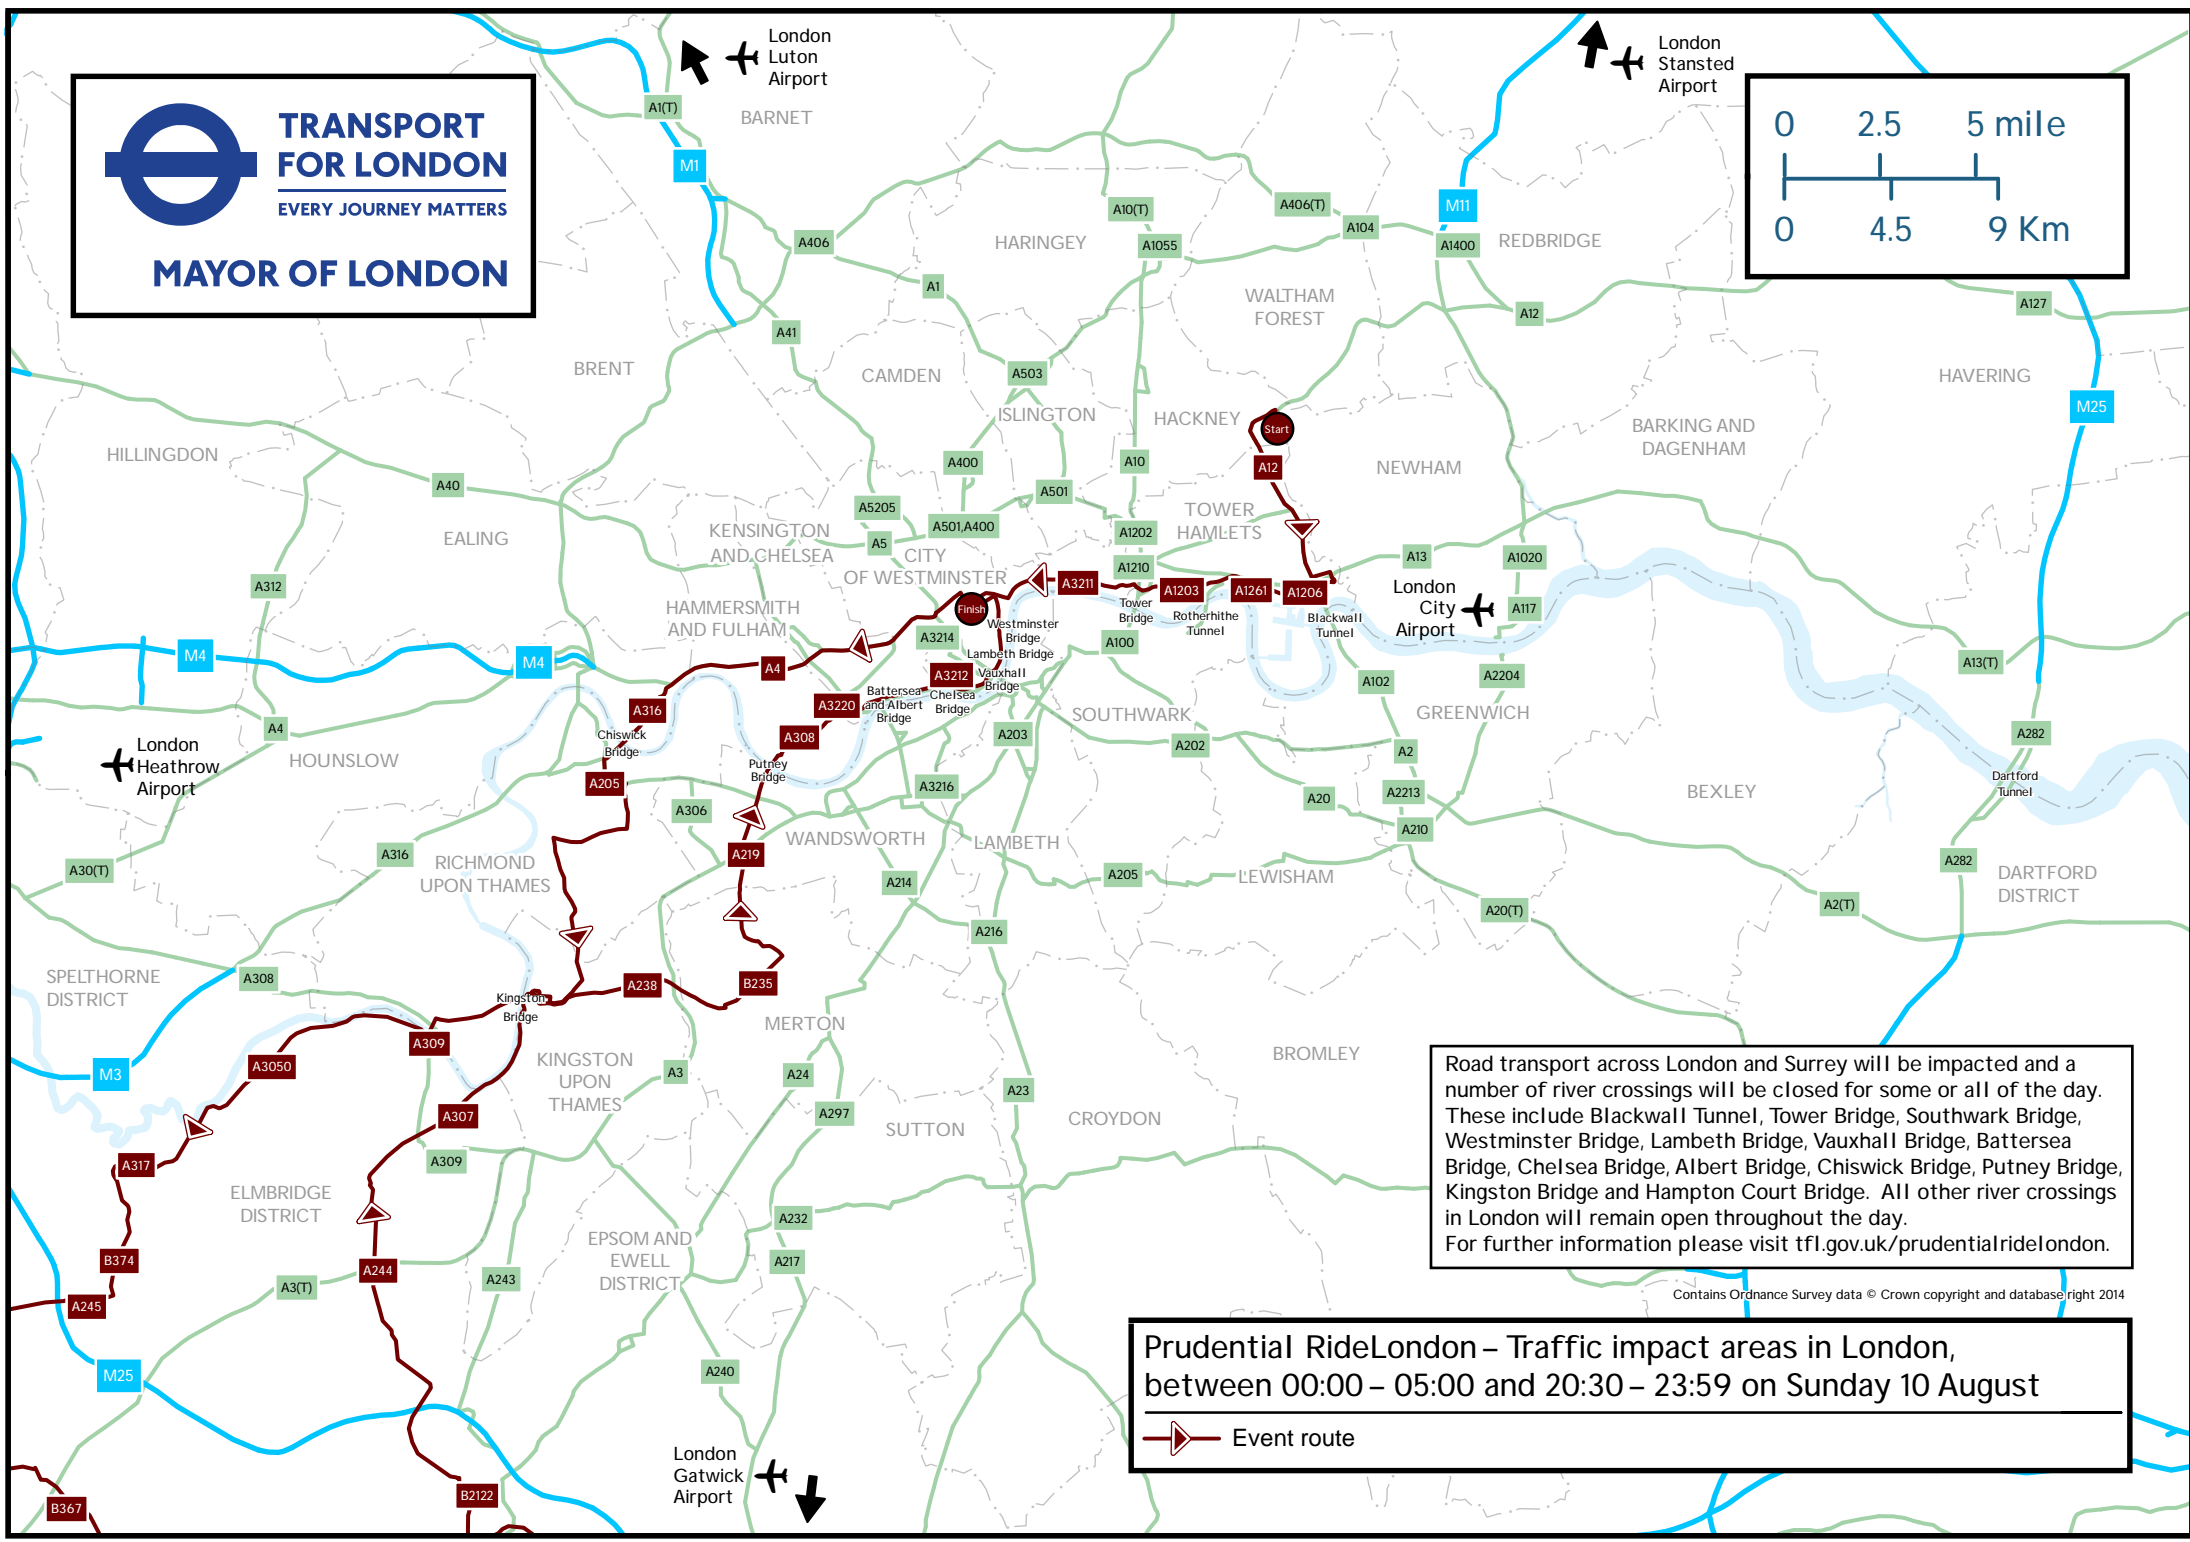 London
Luton
Airport
London
Stansted
Airport
TRANSPORT
FOR LONDON
EVERY JOURNEY MATTERS
MAYOR OF LONDON
0 2.5 5 mile
0 4.5 9 Km
A1(T)
BARNET
M1
A10(T)
A406(T)
M11
A406
HARINGEY
A1055
A104
A1400
REDBRIDGE
A1
WALTHAM
FOREST
A12
A127
A41
BRENT
CAMDEN
A503
HAVERING
ISLINGTON
HACKNEY
Start
M25
BARKING AND
DAGENHAM
HILLINGDON
A400
A10
A12
NEWHAM
A40
A501
A5205
A501,A400
TOWER
HAMLETS
EALING
KENSINGTON
AND CHELSEA
A5
CITY
OF WESTMINSTER
A1202
A1210
A13
A1020
A312
A3211
A1203
A1261
A1206
London
City
Airport
A117
HAMMERSMITH
AND FULHAM
Finish
Tower
Bridge
Rotherhithe
Tunnel
Blackwall
Tunnel
Westminster
Bridge
A3214
A100
Lambeth Bridge
M4
M4
A4
A3212
Vauxhall
Bridge
A102
A2204
A13(T)
Battersea
and Albert
Bridge
Chelsea
Bridge
A316
A3220
SOUTHWARK
GREENWICH
A4
Chiswick
Bridge
A308
A203
A202
A2
A282
London
Heathrow
Airport
HOUNSLOW
Putney
Bridge
A205
A3216
A20
A2213
BEXLEY
Dartford
Tunnel
A306
A210
A316
RICHMOND
UPON THAMES
A219
WANDSWORTH
LAMBETH
A30(T)
A214
A205
LEWISHAM
A282
DARTFORD
DISTRICT
A20(T)
A2(T)
A216
SPELTHORNE
DISTRICT
A308
Kingston
Bridge
A238
B235
MERTON
A309
A3050
M3
KINGSTON
UPON
THAMES
A3
A24
A23
BROMLEY
A307
A297
SUTTON
CROYDON
A317
A309
ELMBRIDGE
DISTRICT
A232
EPSOM AND
EWELL
DISTRICT
A217
B374
A244
A3(T)
A243
A245
M25
A240
London
Gatwick
Airport
B2122
B367
Road transport across London and Surrey will be impacted and a
number of river crossings will be closed for some or all of the day.
These include Blackwall Tunnel, Tower Bridge, Southwark Bridge,
Westminster Bridge, Lambeth Bridge, Vauxhall Bridge, Battersea
Bridge, Chelsea Bridge, Albert Bridge, Chiswick Bridge, Putney Bridge,
Kingston Bridge and Hampton Court Bridge. All other river crossings
in London will remain open throughout the day.
For further information please visit tfl.gov.uk/prudentialridelondon.
Contains Ordnance Survey data © Crown copyright and database right 2014
Prudential RideLondon – Traffic impact areas in London,
between 00:00 – 05:00 and 20:30 – 23:59 on Sunday 10 August
Event route